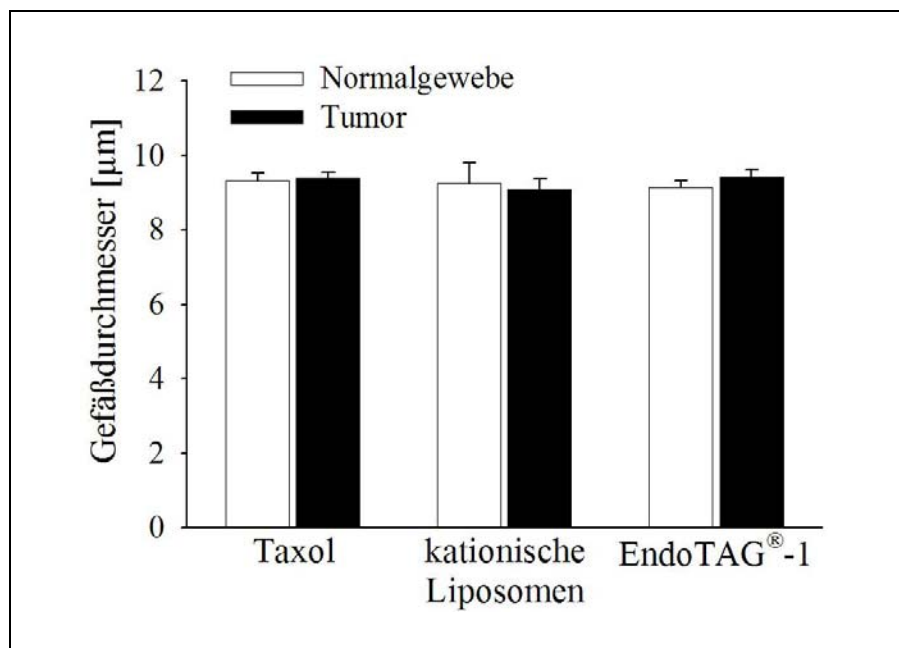 Normalgewebe
Tumor
Gefäßdurchmesser [µm]
12
10
8
6
4
2
0
Taxol
kationische
Liposomen
EndoTAG®-1